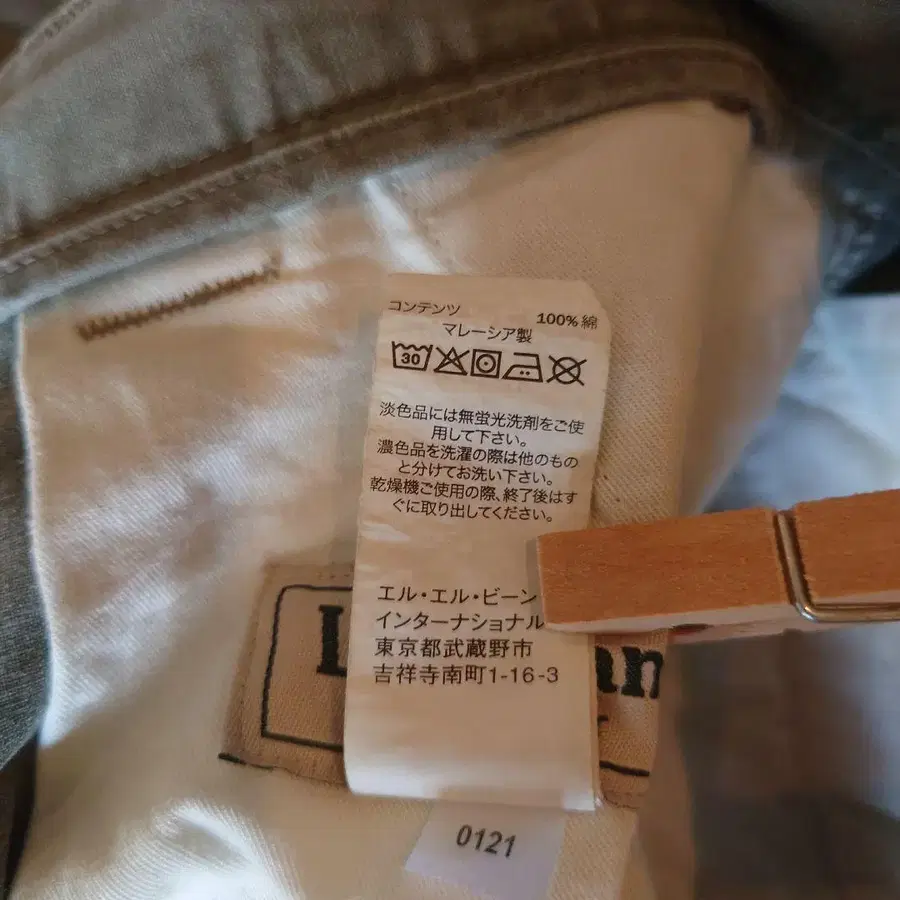 コンテンツ
100% 綿
マレーシア製
30
淡色品には無蛍光洗剤をご使
用して下さい。
濃色品を洗濯の際は他のもの
と分けてお洗い下さい。
乾燥機ご使用の際、終了後はす
ぐに取り出してください。
エル・エル・ビーン
インターナショナル
東京都武蔵野市
吉祥寺南町1-16-3
0121